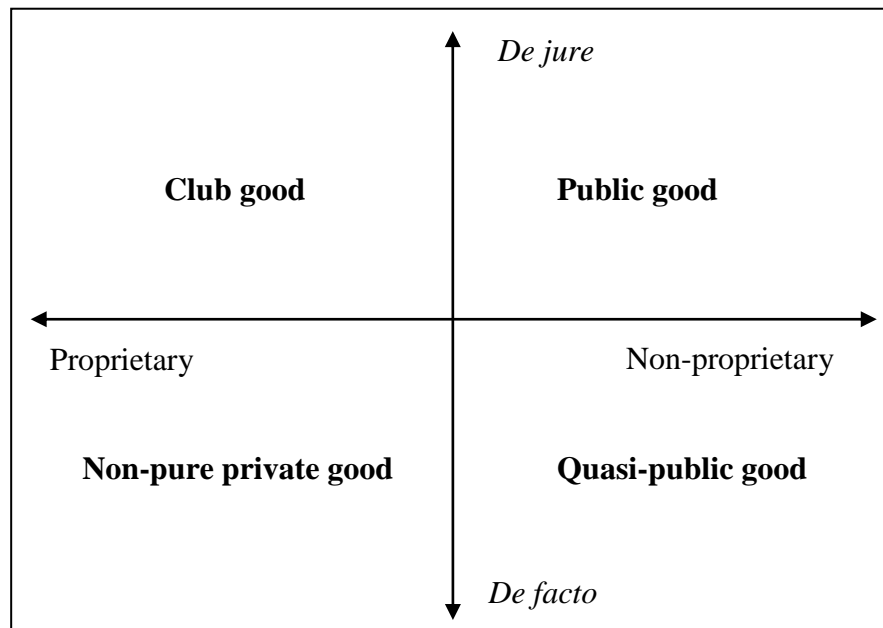 De jure
Club good
Public good
Proprietary
Non-proprietary
Non-pure private good
Quasi-public good
De facto